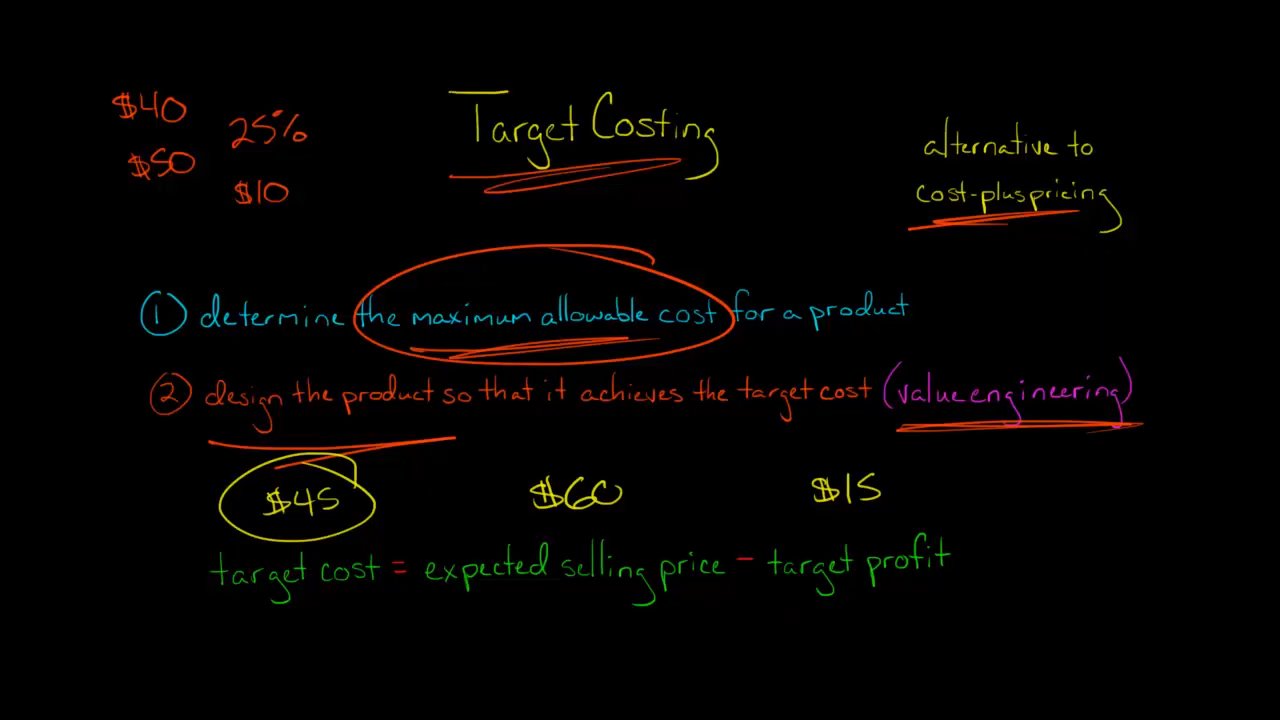 $40
25%
$50
$10
Target Costing
alternative to
cost-plus pricing
① determine the maximum allowable cost for a product
② design the product so that it achieves the target cost (value engineering)
$45 $60 $15
target cost = expected selling price - target profit